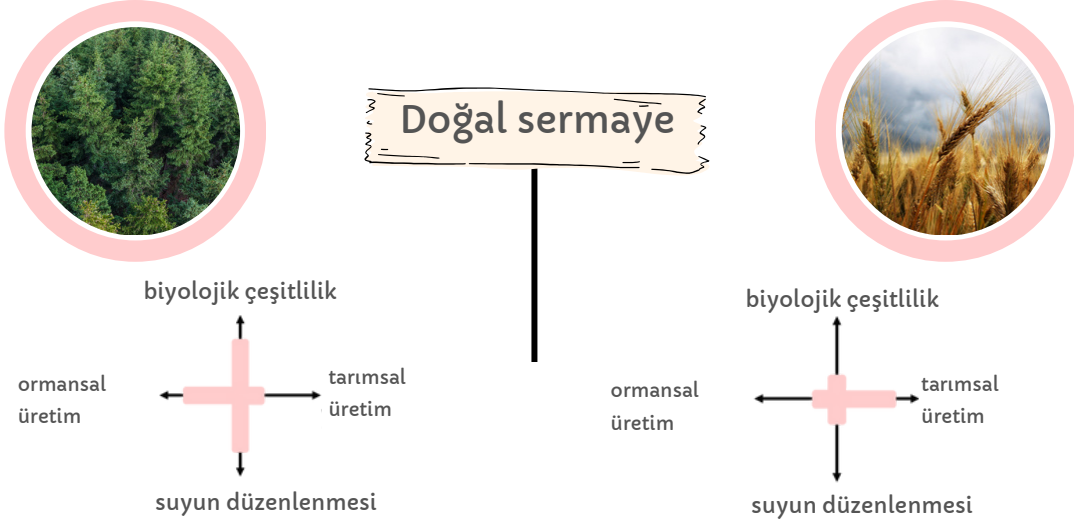 Doğal sermaye
biyolojik çeşitlilik
ormansal
üretim
tarımsal
üretim
suyun düzenlenmesi
biyolojik çeşitlilik
ormansal
üretim
tarımsal
üretim
suyun düzenlenmesi